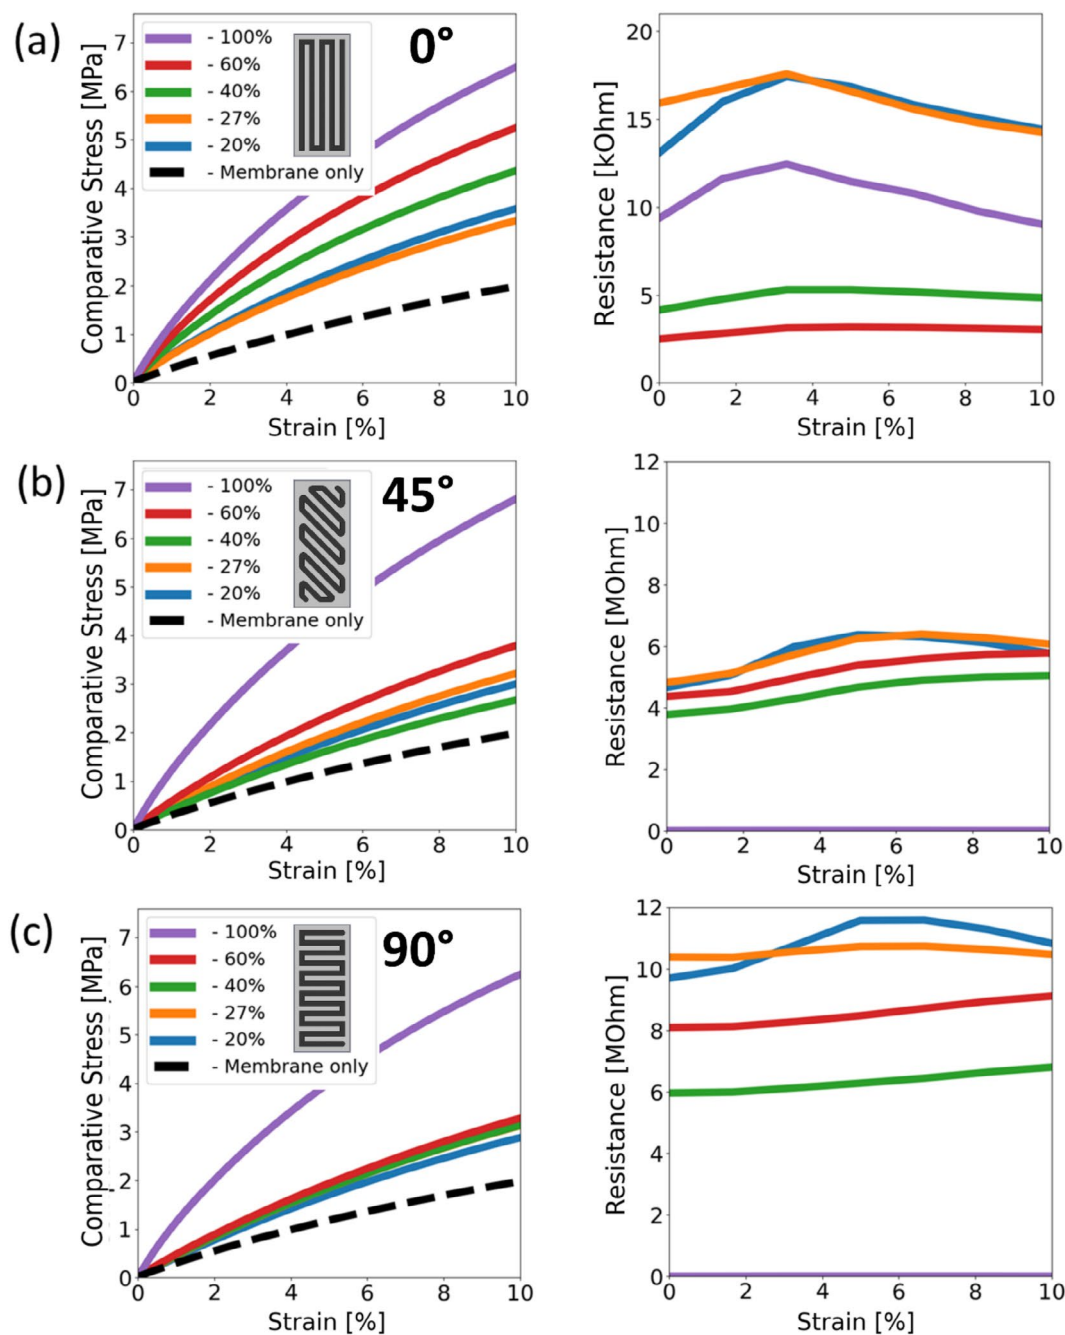 (a)
0°
Comparative Stress [MPa]
7
6
5
4
3
2
1
0
- 100%
- 60%
- 40%
- 27%
- 20%
- Membrane only
0 2 4 6 8 10
Strain [%]
Resistance [kOhm]
20
15
10
5
0
0 2 4 6 8 10
Strain [%]
(b)
45°
Comparative Stress [MPa]
7
6
5
4
3
2
1
0
- 100%
- 60%
- 40%
- 27%
- 20%
- Membrane only
0 2 4 6 8 10
Strain [%]
Resistance [MOhm]
12
10
8
6
4
2
0
0 2 4 6 8 10
Strain [%]
(c)
90°
Comparative Stress [MPa]
7
6
5
4
3
2
1
0
- 100%
- 60%
- 40%
- 27%
- 20%
- Membrane only
0 2 4 6 8 10
Strain [%]
Resistance [MOhm]
12
10
8
6
4
2
0
0 2 4 6 8 10
Strain [%]